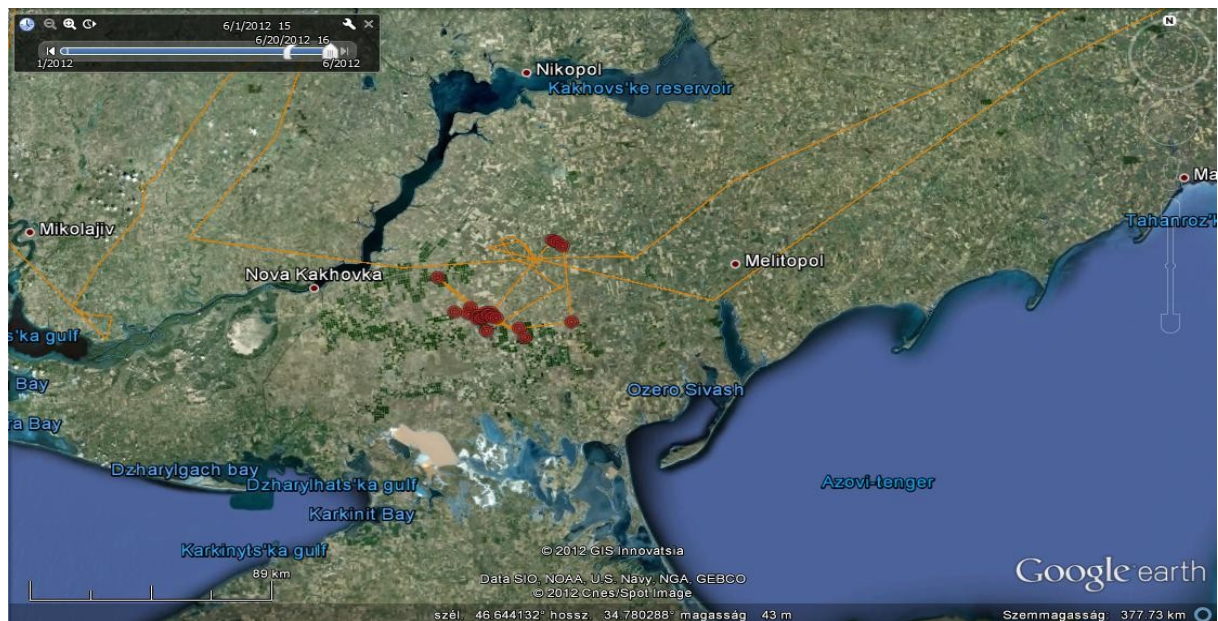 6/1/2012 15
6/20/2012 16
1/2012
6/2012
N
Nikopol
Kakhovs'ke reservoir
Ma
Tahanroz'k
Mikolajiv
Melitopol
Nova Kakhovka
s'ka gulf
Bay
Ozero Sivash
ra Bay
Dzharylgach bay
Dzharylhats'ka gulf
Azovi-tenger
Karkinit Bay
Karkinyts'ka gulf
© 2012 GIS Innovatsia
89 km
Data SIO, NOAA, U.S. Navy, NGA, GEBCO
© 2012 Cnes/Spot Image
Google earth
szél. 46.644132° hossz. 34.780288° magasság 43 m
Szemmagasság: 377.73 km